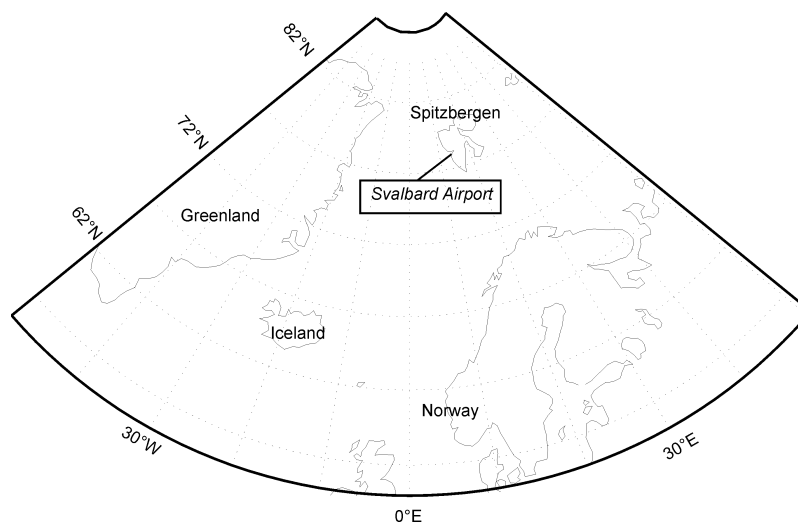 82°N
Spitzbergen
72°N
Svalbard Airport
Greenland
62°N
Iceland
Norway
30°W
30°E
0°E